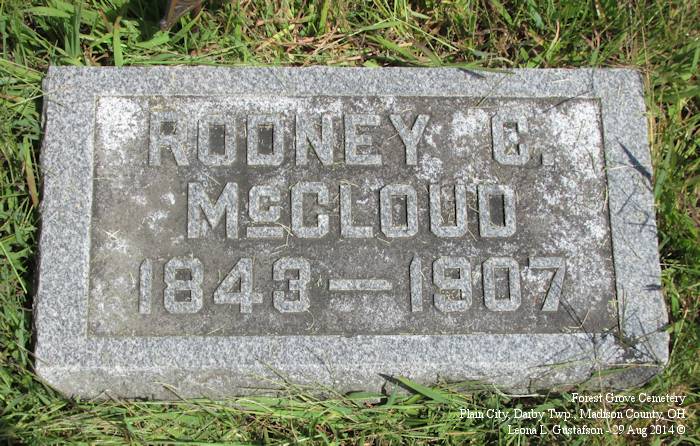 RODNEY C.
McCLOUD
1843—1907
Forest Grove Cemetery
Plain City, Darby Twp., Madison County, OH
Leona L. Gustafson - 29 Aug 2014 ©